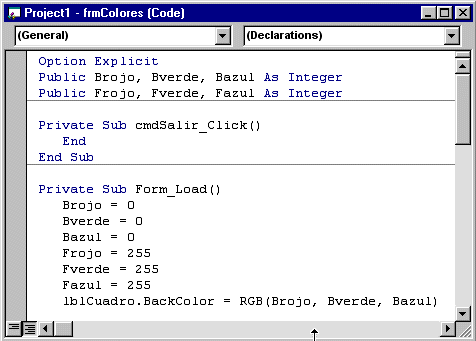 Project1 - frmColores (Code)
(General) (Declarations)
Option Explicit
Public Brojo, Bverde, Bazul As Integer
Public Frojo, Fverde, Fazul As Integer
Private Sub cmdSalir_Click()
End
End Sub
Private Sub Form_Load()
Brojo = 0
Bverde = 0
Bazul = 0
Frojo = 255
Fverde = 255
Fazul = 255
lblCuadro.BackColor = RGB(Brojo, Bverde, Bazul)